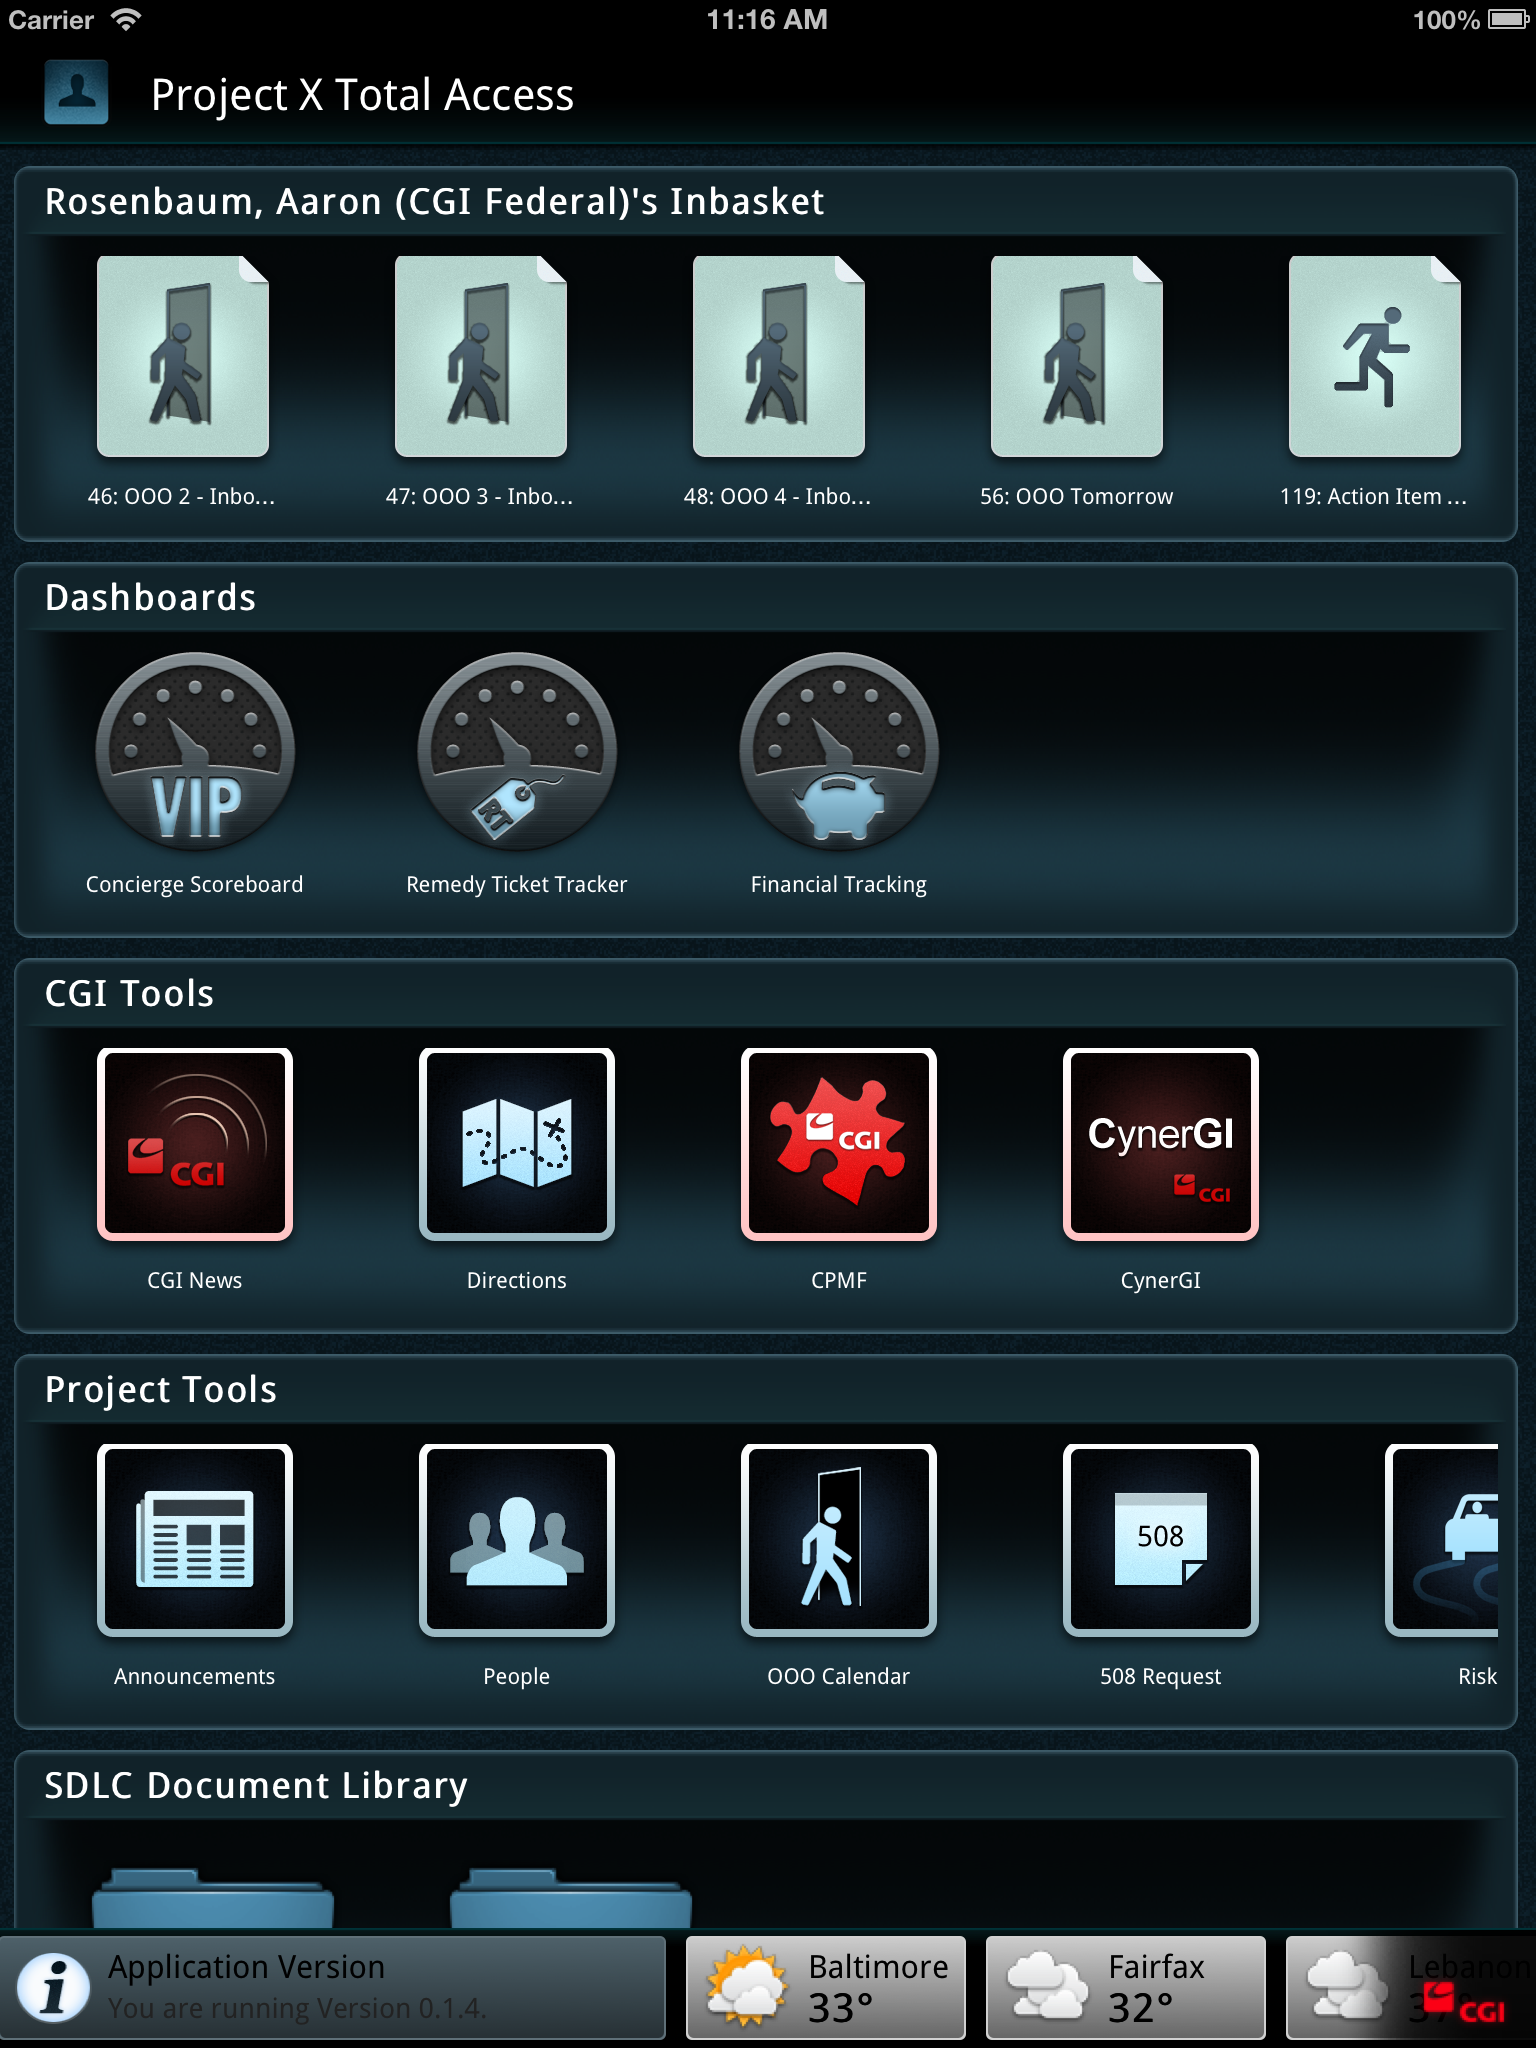 Carrier 11:16 AM 100%
Project X Total Access
Rosenbaum, Aaron (CGI Federal)'s Inbasket
46: OOO 2 - Inbo... 47: OOO 3 - Inbo... 48: OOO 4 - Inbo... 56: OOO Tomorrow 119: Action Item ...
Dashboards
VIP RT
Concierge Scoreboard Remedy Ticket Tracker Financial Tracking
CGI Tools
CGI CGI CynerGI CGI
CGI News Directions CPMF CynerGI
Project Tools
508
Announcements People OOO Calendar 508 Request Risk
SDLC Document Library
Application Version Baltimore Fairfax Lebanon
You are running Version 0.1.4. 33° 32° CGI